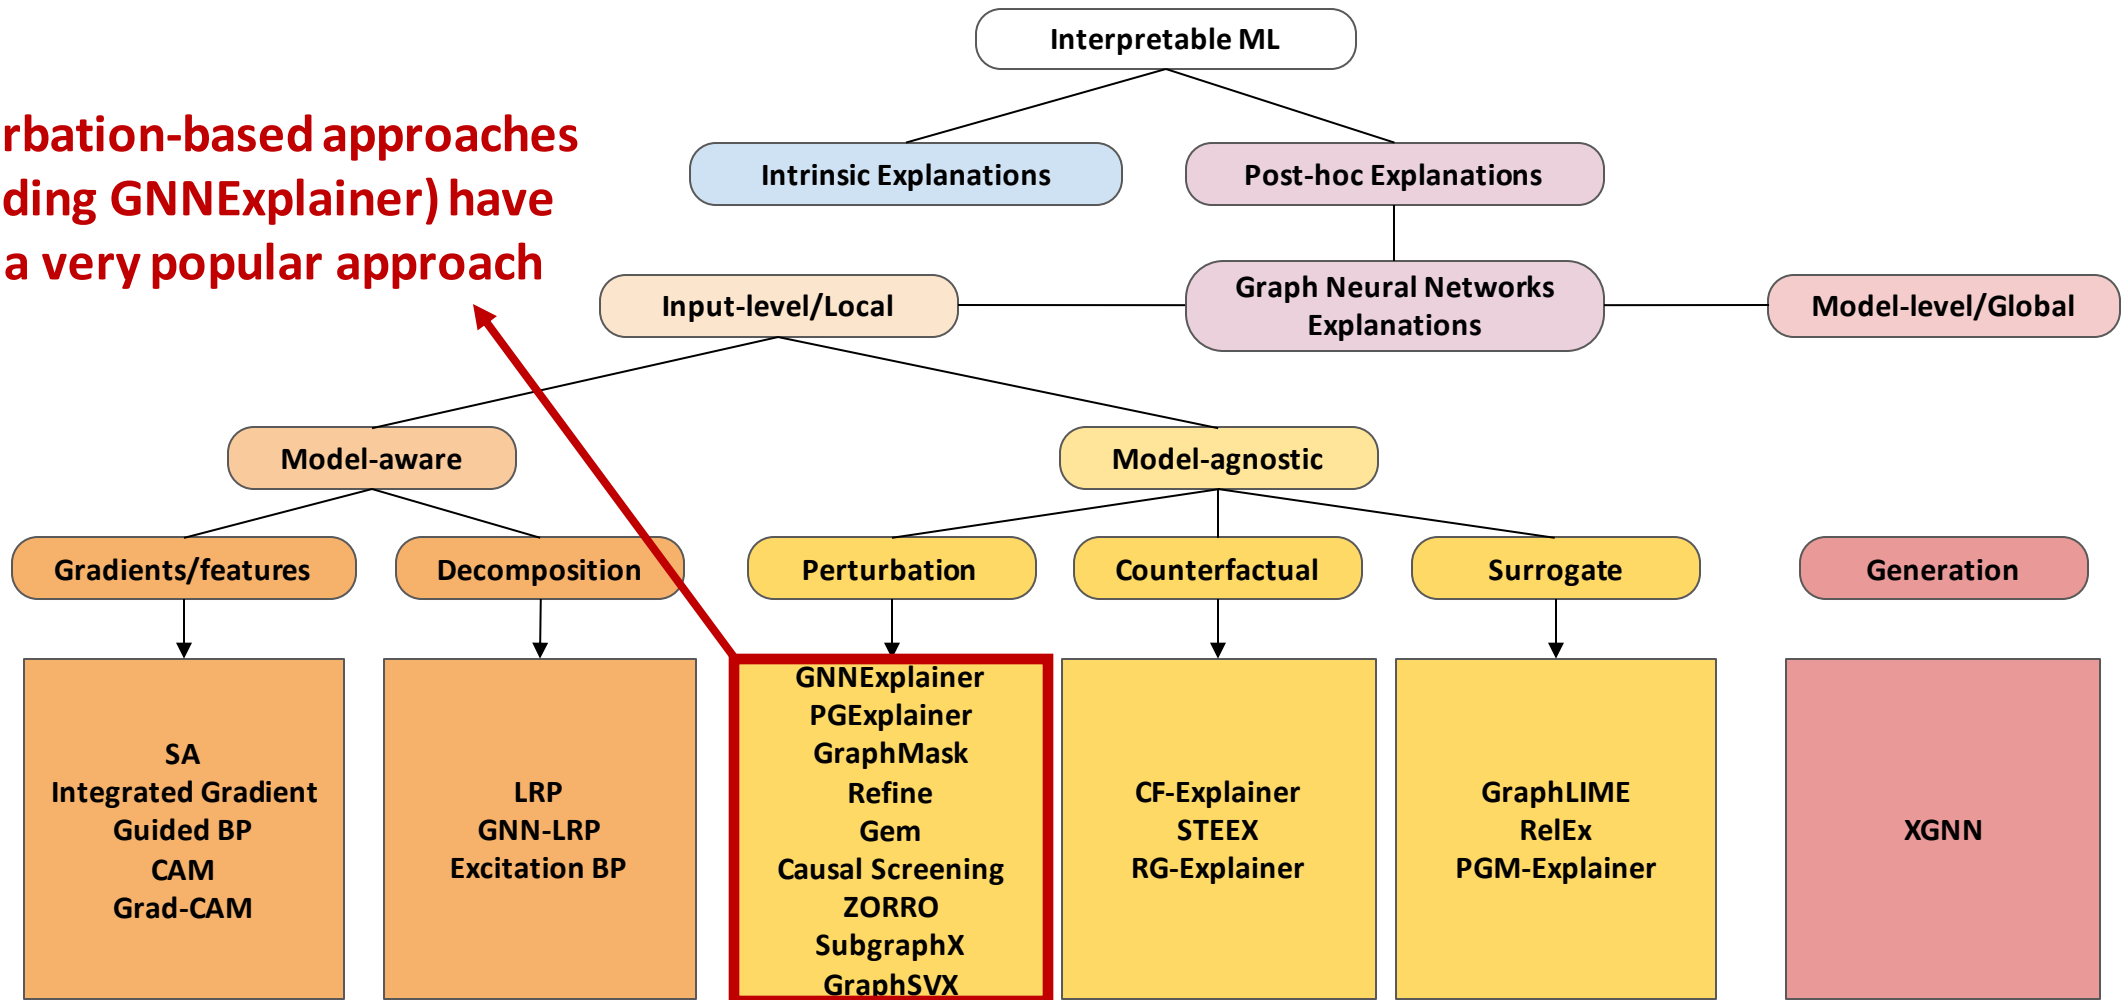 Interpretable ML
rbation-based approaches
ding GNNExplainer) have
a very popular approach
Intrinsic Explanations
Post-hoc Explanations
Input-level/Local
Graph Neural Networks
Explanations
Model-level/Global
Model-aware
Model-agnostic
Gradients/features
Decomposition
Perturbation
Counterfactual
Surrogate
Generation
SA
Integrated Gradient
Guided BP
CAM
Grad-CAM
LRP
GNN-LRP
Excitation BP
GNNExplainer
PGExplainer
GraphMask
Refine
Gem
Causal Screening
ZORRO
SubgraphX
GraphSVX
CF-Explainer
STEEX
RG-Explainer
GraphLIME
RelEx
PGM-Explainer
XGNN